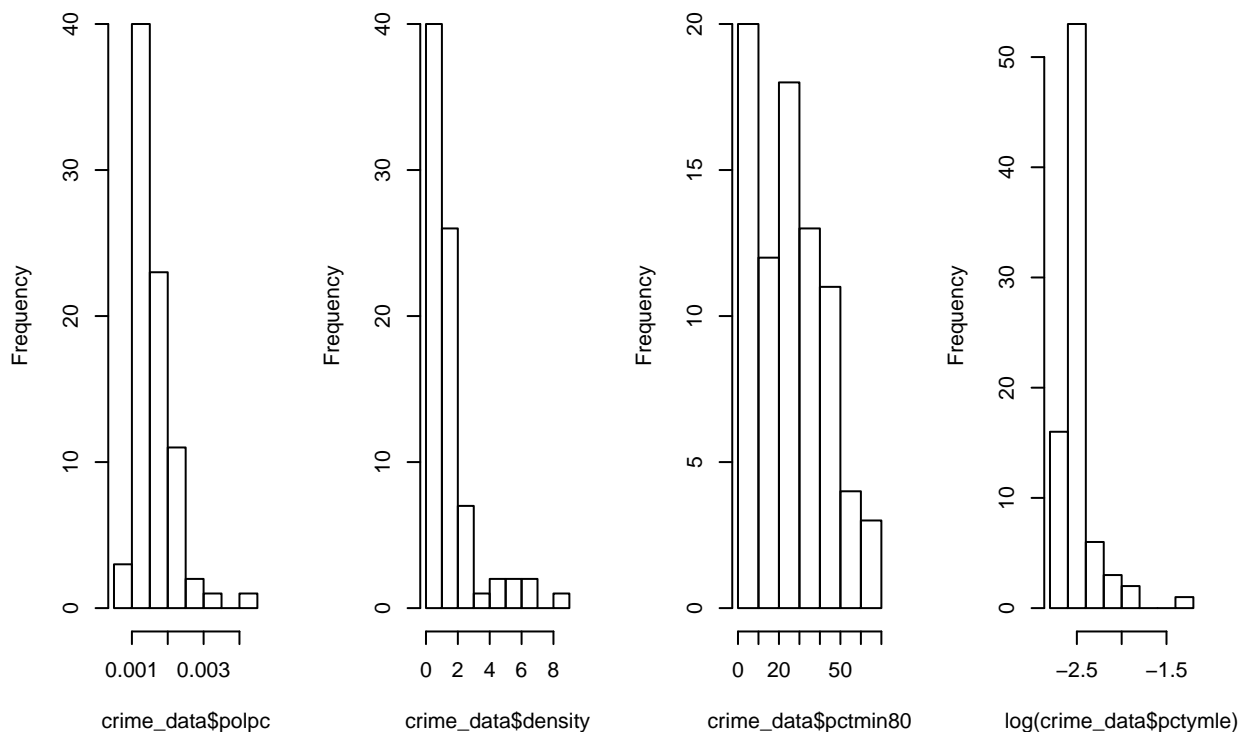 Frequency
40
30
20
10
0
0.001 0.003
crime_data$polpc
Frequency
40
30
20
10
0
0 2 4 6 8
crime_data$density
Frequency
20
15
10
5
0
0 20 50
crime_data$pctmin80
Frequency
50
40
30
20
10
0
−2.5 −1.5
log(crime_data$pctymle)